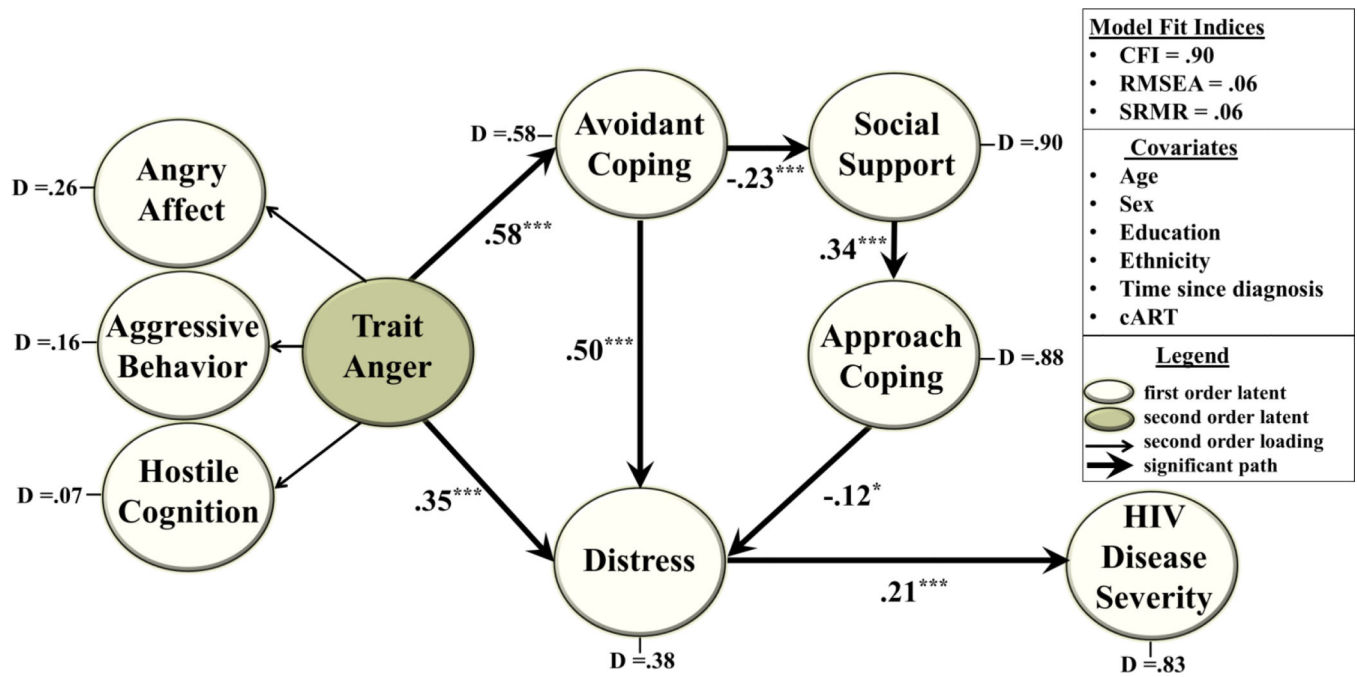 Angry
Affect
D =.26
Aggressive
Behavior
D =.16
Hostile
Cognition
D =.07
Trait
Anger
.58***
.35***
D =.58
Avoidant
Coping
-.23***
Social
Support
D =.90
.34***
.50***
Approach
Coping
D =.88
-.12*
Distress
D =.38
.21***
HIV
Disease
Severity
D =.83
Model Fit Indices
• CFI = .90
• RMSEA = .06
• SRMR = .06
Covariates
• Age
• Sex
• Education
• Ethnicity
• Time since diagnosis
• cART
Legend
first order latent
second order latent
second order loading
significant path